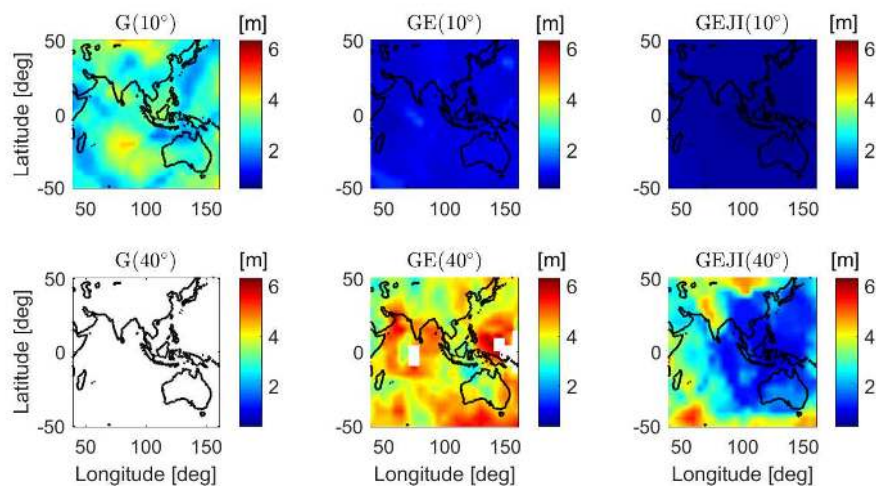 G(10°) [m] GE(10°) [m] GEJI(10°) [m]
50 6 50 6 50 6
Latitude [deg] 0 4 0 4 0 4
2 2 2
-50 -50 -50
50 100 150 50 100 150 50 100 150
G(40°) [m] GE(40°) [m] GEJI(40°) [m]
50 6 50 6 50 6
Latitude [deg] 0 4 0 4 0 4
2 2 2
-50 -50 -50
50 100 150 50 100 150 50 100 150
Longitude [deg] Longitude [deg] Longitude [deg]